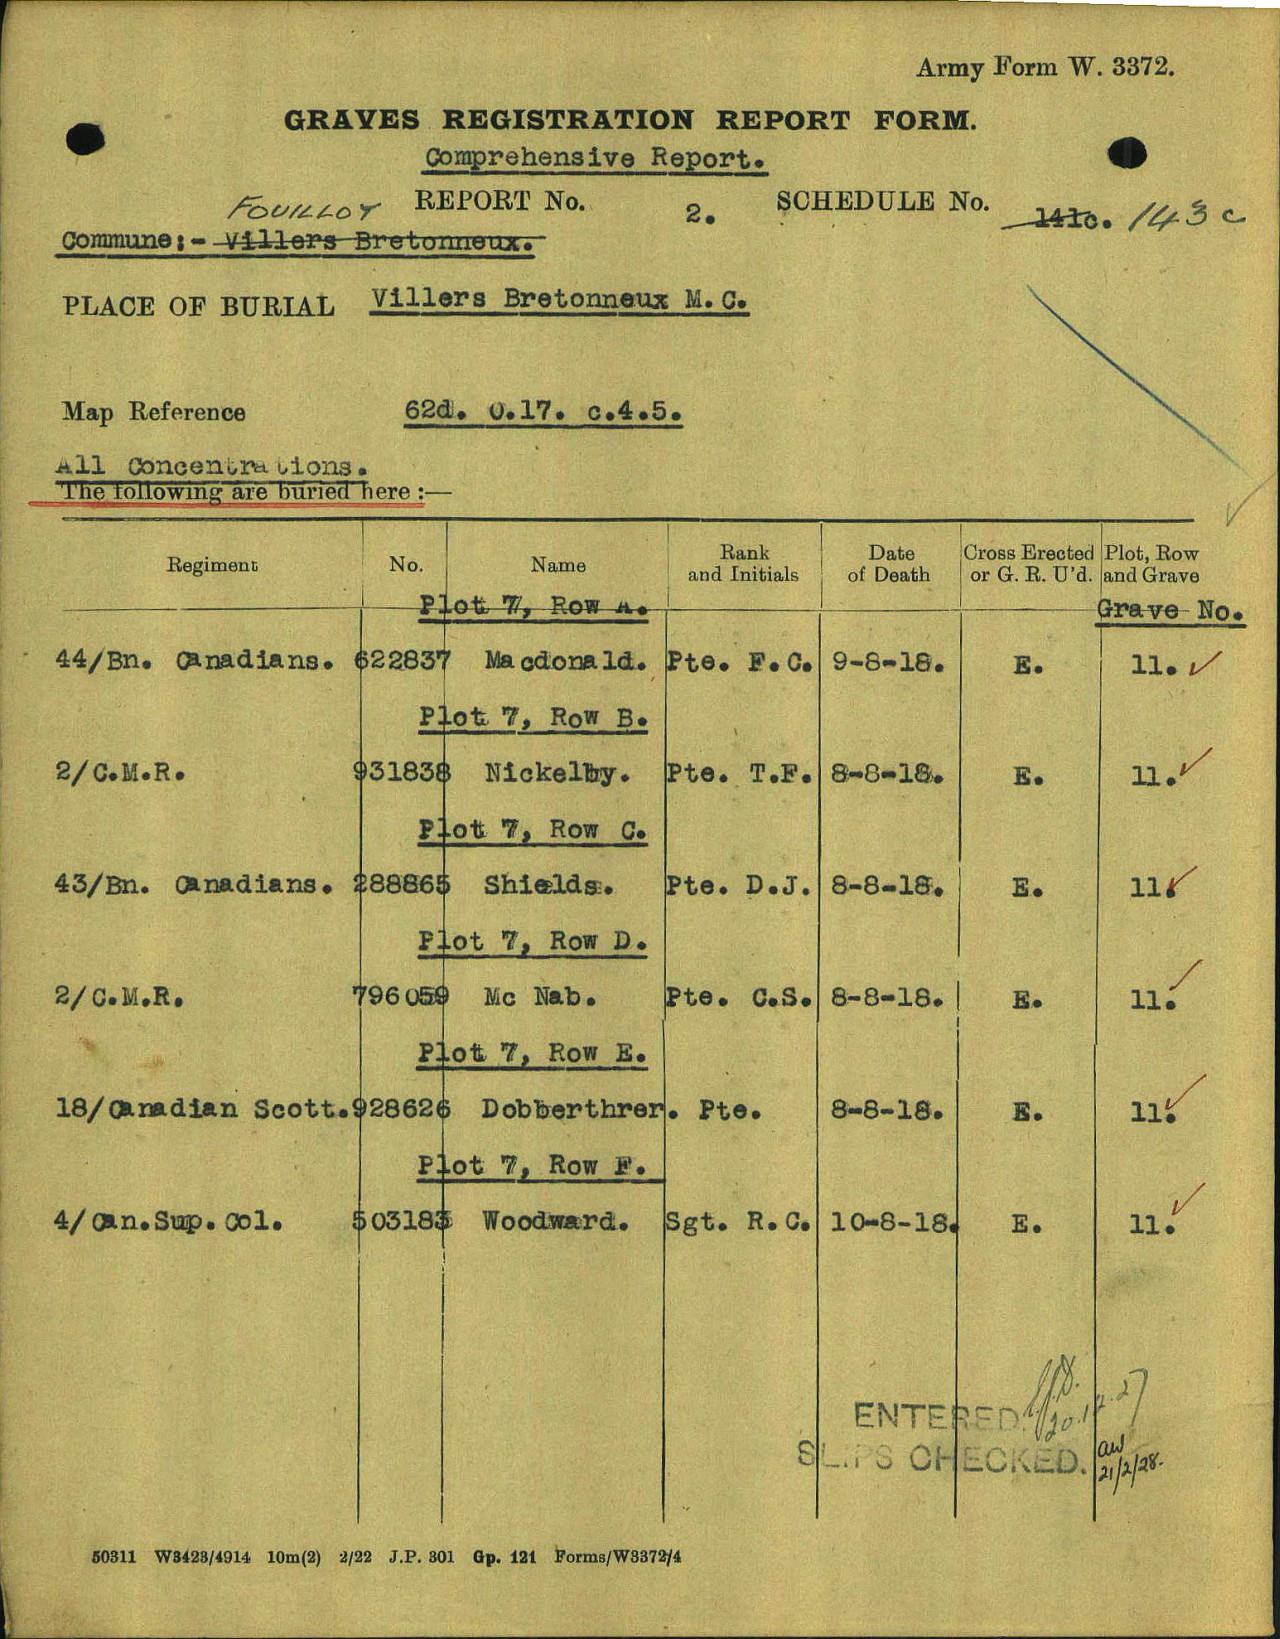 Army Form W. 3372.
GRAVES REGISTRATION REPORT FORM.
Comprehensive Report.
FOUILLOY REPORT No. 2. SCHEDULE No. 141c. 143 c
Commune:- Villers Bretonneux.
PLACE OF BURIAL Villers Bretonneux M.C.
Map Reference 62d. O.17. c.4.5.
All Concentrations.
The following are buried here :—
Regiment No. Name Rank and Initials Date of Death Cross Erected or G. R. U'd. Plot, Row and Grave
Plot 7, Row A. Grave No.
44/Bn. Canadians. 622837 Macdonald. Pte. F.C. 9-8-18. E. 11. ✓
Plot 7, Row B.
2/C.M.R. 931838 Nickelby. Pte. T.F. 8-8-18. E. 11. ✓
Plot 7, Row C.
43/Bn. Canadians. 288865 Shields. Pte. D.J. 8-8-18. E. 11. ✓
Plot 7, Row D.
2/C.M.R. 796059 Mc Nab. Pte. C.S. 8-8-18. E. 11. ✓
Plot 7, Row E.
18/Canadian Scott. 928626 Dobberthrer. Pte. 8-8-18. E. 11. ✓
Plot 7, Row F.
4/Can.Sup.Col. 503183 Woodward. Sgt. R.C. 10-8-18. E. 11. ✓
ENTERED. 20.12.27
SLIPS CHECKED. aw 21/2/28.
50311 W3423/4914 10m(2) 2/22 J.P. 301 Gp. 121 Forms/W3372/4